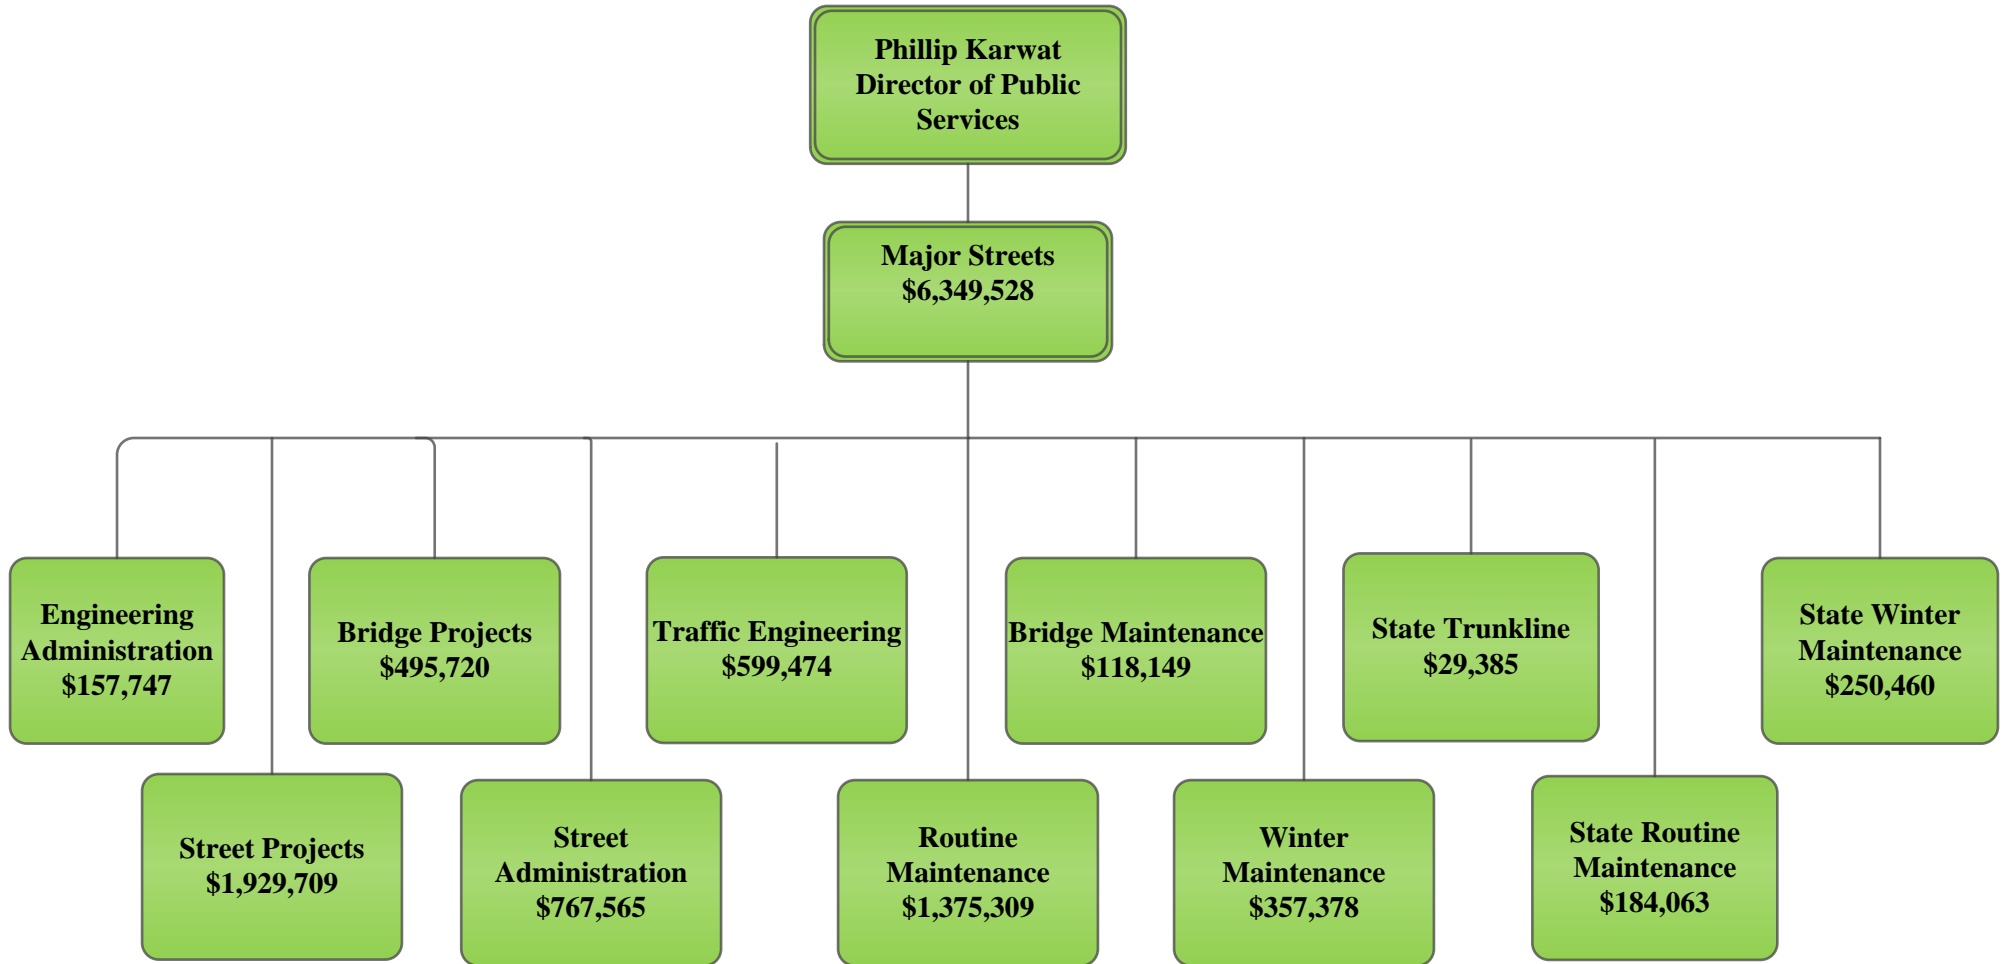 Phillip Karwat
Director of Public
Services
Major Streets
$6,349,528
Engineering
Administration
$157,747
Bridge Projects
$495,720
Traffic Engineering
$599,474
Bridge Maintenance
$118,149
State Trunkline
$29,385
State Winter
Maintenance
$250,460
Street Projects
$1,929,709
Street
Administration
$767,565
Routine
Maintenance
$1,375,309
Winter
Maintenance
$357,378
State Routine
Maintenance
$184,063